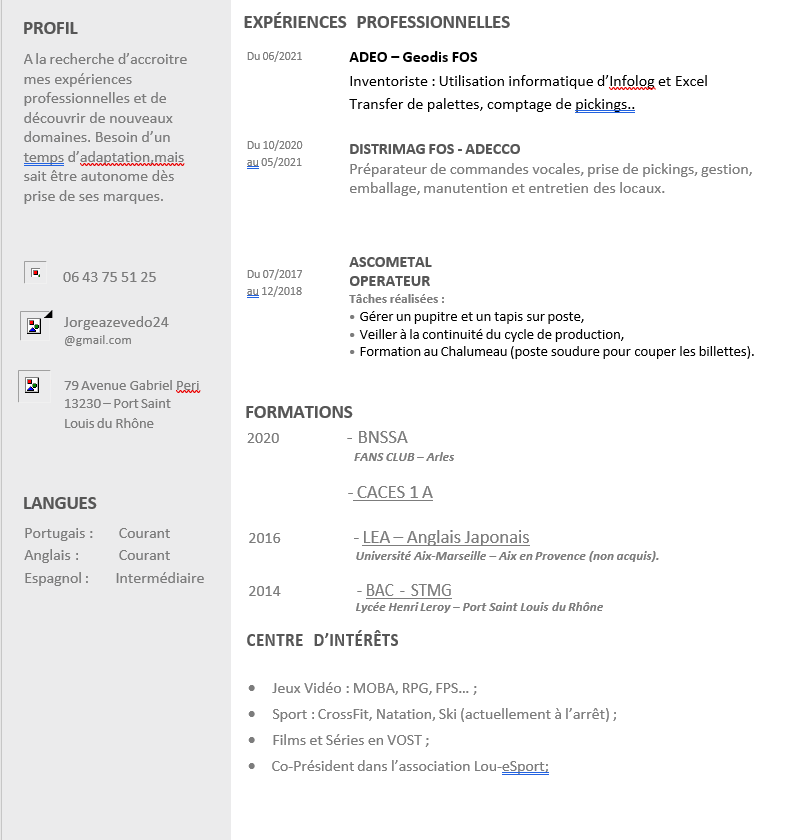 PROFIL
A la recherche d’accroitre
mes expériences
professionnelles et de
découvrir de nouveaux
domaines. Besoin d’un
temps d’adaptation,mais
sait être autonome dès
prise de ses marques.
06 43 75 51 25
Jorgeazevedo24
@gmail.com
79 Avenue Gabriel Peri
13230 – Port Saint
Louis du Rhône
LANGUES
Portugais : Courant
Anglais : Courant
Espagnol : Intermédiaire
EXPÉRIENCES PROFESSIONNELLES
Du 06/2021 ADEO – Geodis FOS
Inventoriste : Utilisation informatique d’Infolog et Excel
Transfer de palettes, comptage de pickings..
Du 10/2020
au 05/2021
DISTRIMAG FOS - ADECCO
Préparateur de commandes vocales, prise de pickings, gestion,
emballage, manutention et entretien des locaux.
Du 07/2017
au 12/2018
ASCOMETAL
OPERATEUR
Tâches réalisées :
• Gérer un pupitre et un tapis sur poste,
• Veiller à la continuité du cycle de production,
• Formation au Chalumeau (poste soudure pour couper les billettes).
FORMATIONS
2020 - BNSSA
FANS CLUB – Arles
- CACES 1 A
2016 - LEA – Anglais Japonais
Université Aix-Marseille – Aix en Provence (non acquis).
2014 - BAC - STMG
Lycée Henri Leroy – Port Saint Louis du Rhône
CENTRE D’INTÉRÊTS
• Jeux Vidéo : MOBA, RPG, FPS… ;
• Sport : CrossFit, Natation, Ski (actuellement à l’arrêt) ;
• Films et Séries en VOST ;
• Co-Président dans l’association Lou-eSport;